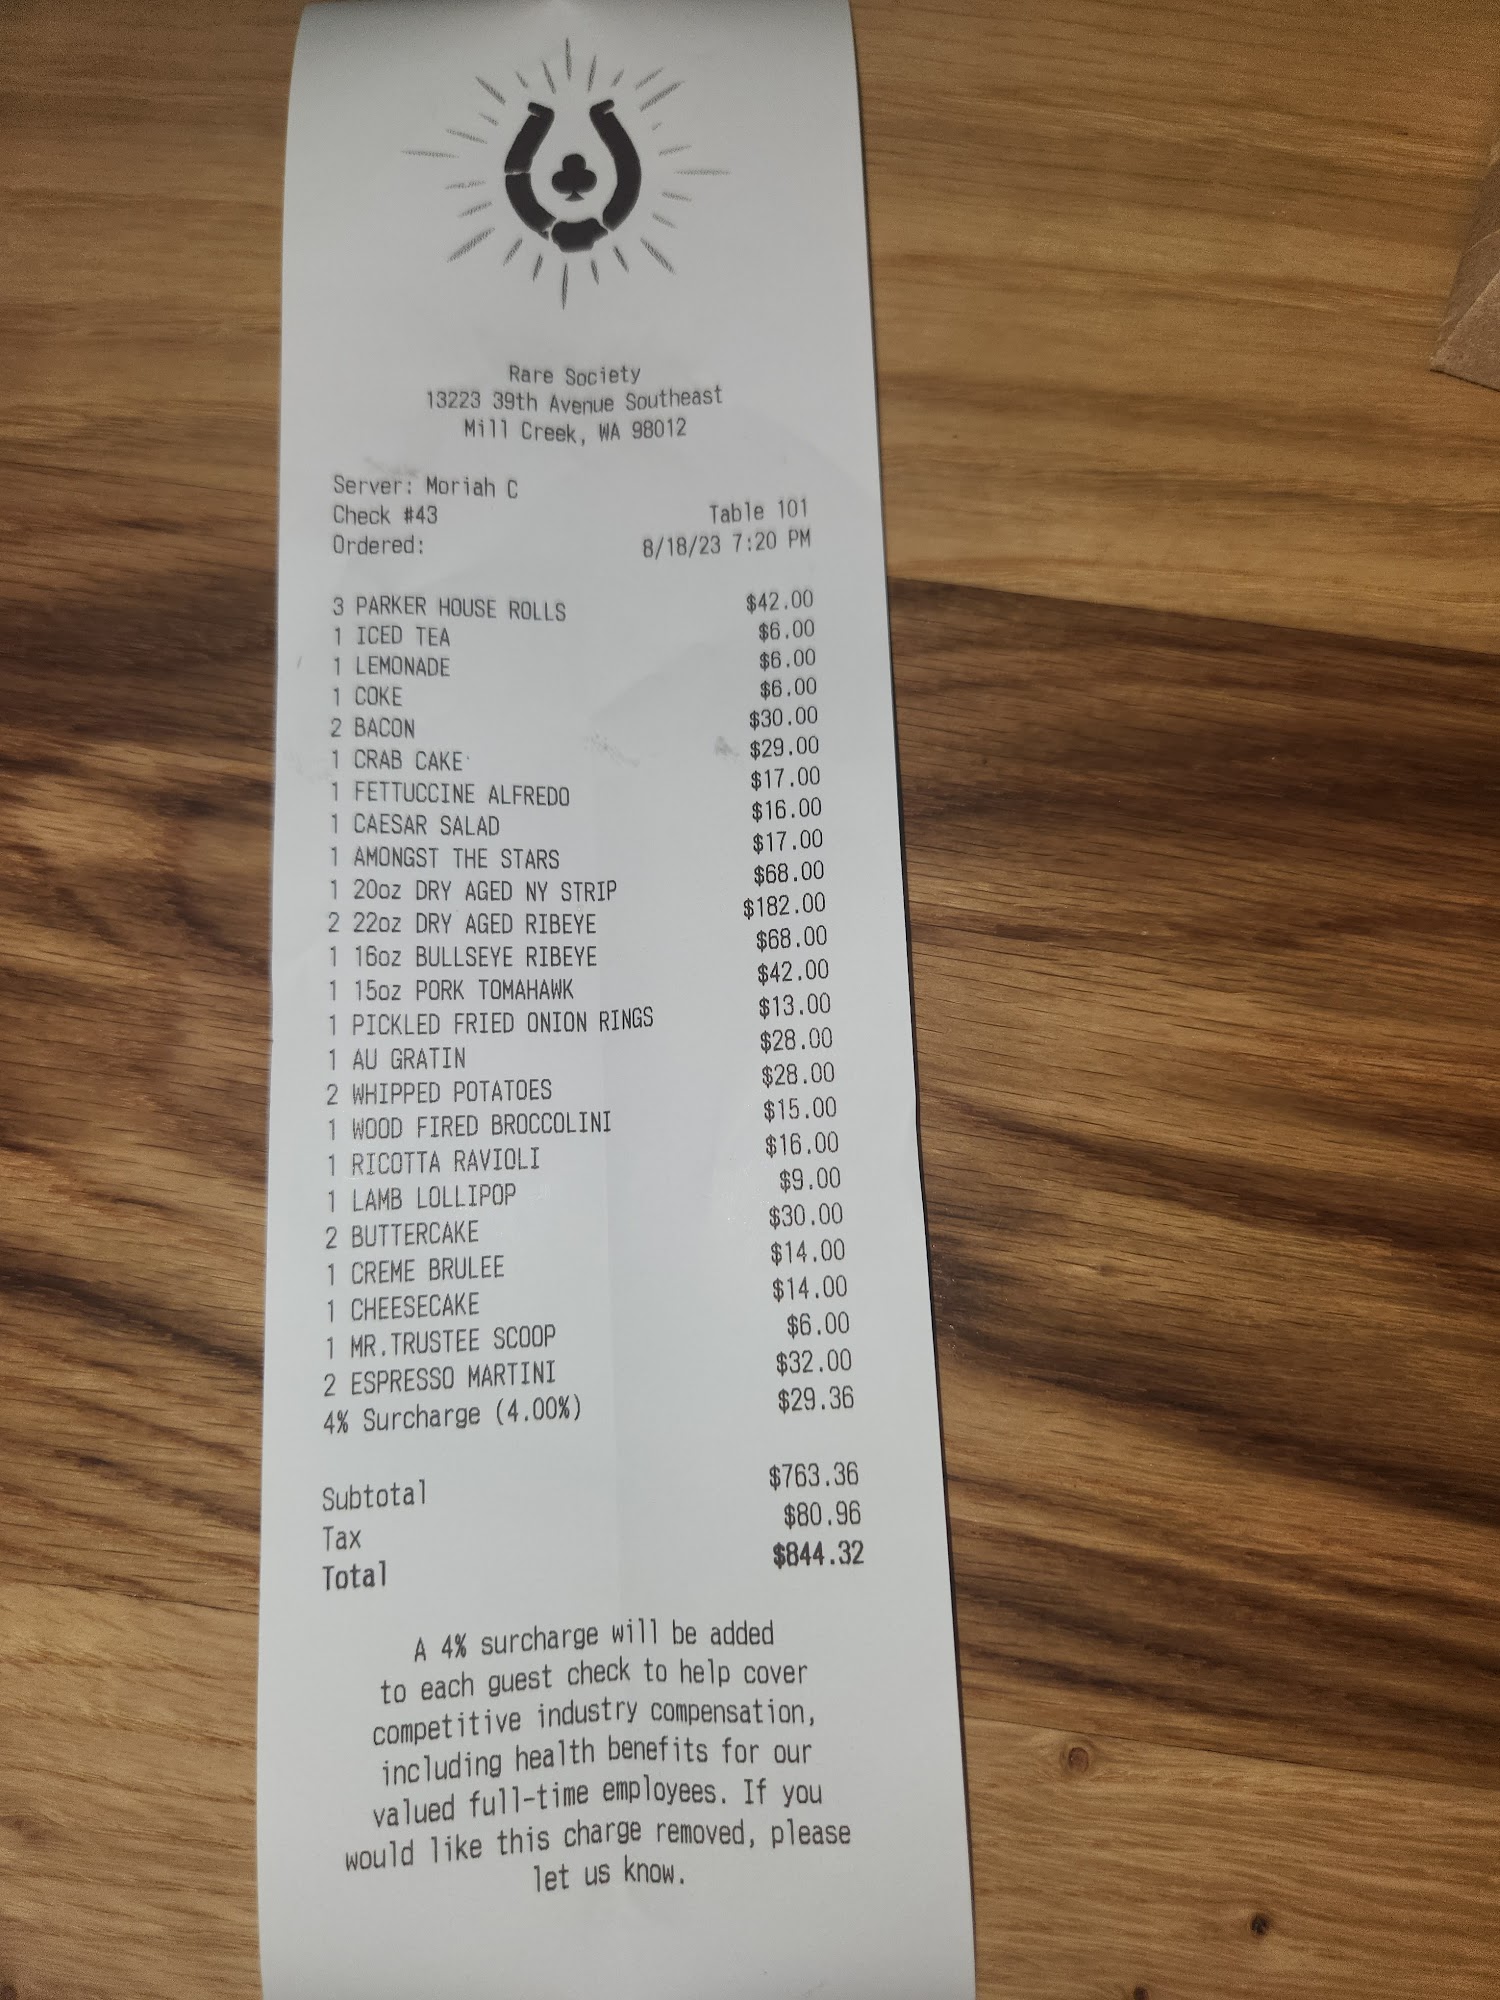 Rare Society
13223 39th Avenue Southeast
Mill Creek, WA 98012
Server: Moriah C
Check #43 Table 101
Ordered: 8/18/23 7:20 PM
3 PARKER HOUSE ROLLS $42.00
1 ICED TEA $6.00
1 LEMONADE $6.00
1 COKE $6.00
2 BACON $30.00
1 CRAB CAKE $29.00
1 FETTUCCINE ALFREDO $17.00
1 CAESAR SALAD $16.00
1 AMONGST THE STARS $17.00
1 20oz DRY AGED NY STRIP $68.00
2 22oz DRY AGED RIBEYE $182.00
1 16oz BULLSEYE RIBEYE $68.00
1 15oz PORK TOMAHAWK $42.00
1 PICKLED FRIED ONION RINGS $13.00
1 AU GRATIN $28.00
2 WHIPPED POTATOES $28.00
1 WOOD FIRED BROCCOLINI $15.00
1 RICOTTA RAVIOLI $16.00
1 LAMB LOLLIPOP $9.00
2 BUTTERCAKE $30.00
1 CREME BRULEE $14.00
1 CHEESECAKE $14.00
1 MR.TRUSTEE SCOOP $6.00
2 ESPRESSO MARTINI $32.00
4% Surcharge (4.00%) $29.36
Subtotal $763.36
Tax $80.96
Total $844.32
A 4% surcharge will be added
to each guest check to help cover
competitive industry compensation,
including health benefits for our
valued full-time employees. If you
would like this charge removed, please
let us know.